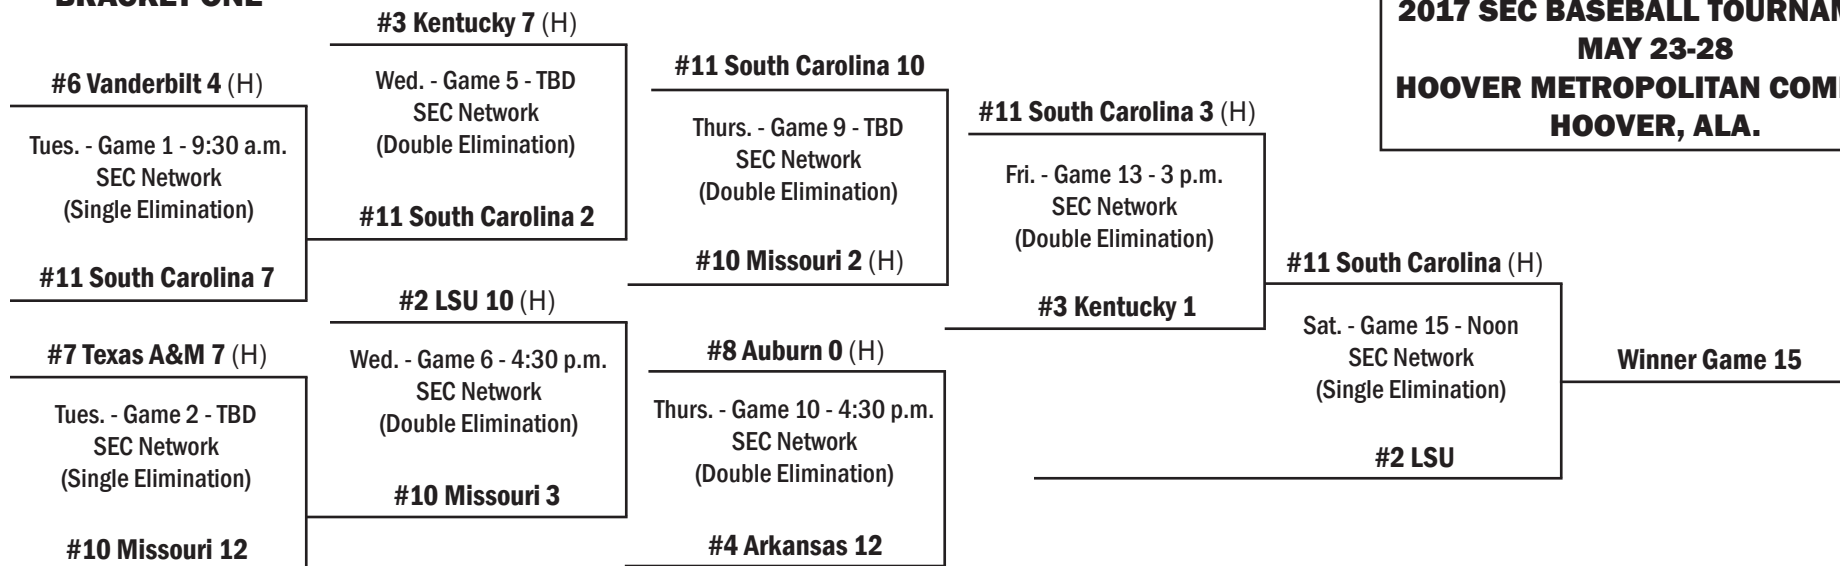 BRACKET ONE
#6 Vanderbilt 4 (H)
Tues. - Game 1 - 9:30 a.m.
SEC Network
(Single Elimination)
#11 South Carolina 7
#7 Texas A&M 7 (H)
Tues. - Game 2 - TBD
SEC Network
(Single Elimination)
#10 Missouri 12
#3 Kentucky 7 (H)
Wed. - Game 5 - TBD
SEC Network
(Double Elimination)
#11 South Carolina 2
#2 LSU 10 (H)
Wed. - Game 6 - 4:30 p.m.
SEC Network
(Double Elimination)
#10 Missouri 3
#11 South Carolina 10
Thurs. - Game 9 - TBD
SEC Network
(Double Elimination)
#10 Missouri 2 (H)
#8 Auburn 0 (H)
Thurs. - Game 10 - 4:30 p.m.
SEC Network
(Double Elimination)
#4 Arkansas 12
#11 South Carolina 3 (H)
Fri. - Game 13 - 3 p.m.
SEC Network
(Double Elimination)
#3 Kentucky 1
#11 South Carolina (H)
Sat. - Game 15 - Noon
SEC Network
(Single Elimination)
#2 LSU
Winner Game 15
2017 SEC BASEBALL TOURNAM
MAY 23-28
HOOVER METROPOLITAN COM
HOOVER, ALA.